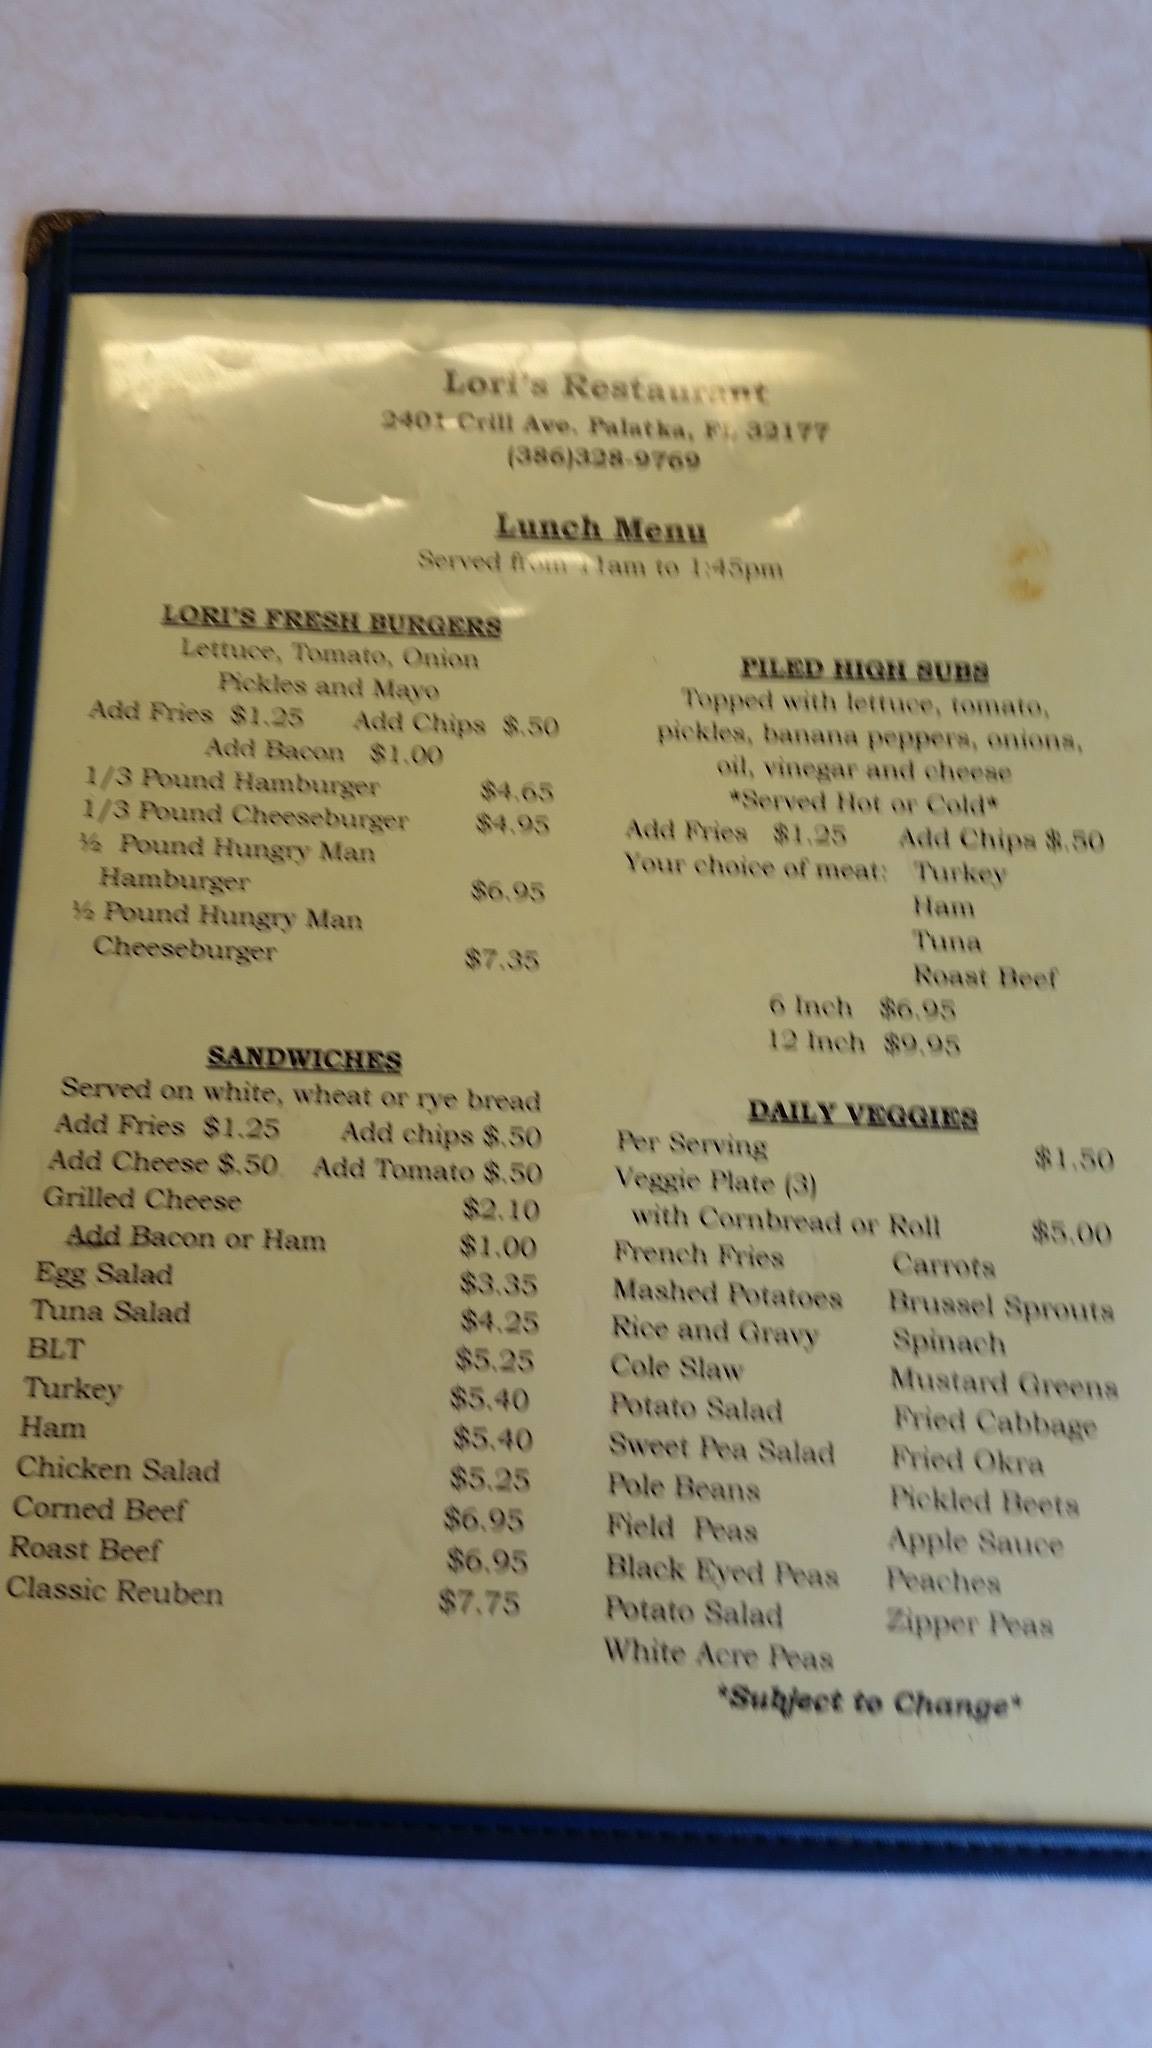 Lori's Restaurant
2401 Crill Ave. Palatka, FL 32177
(386)328-9769
Lunch Menu
Served from 11am to 1:45pm
LORI'S FRESH BURGERS
Lettuce, Tomato, Onion
Pickles and Mayo
Add Fries $1.25 Add Chips $.50
Add Bacon $1.00
1/3 Pound Hamburger $4.65
1/3 Pound Cheeseburger $4.95
½ Pound Hungry Man
Hamburger $6.95
½ Pound Hungry Man
Cheeseburger $7.35
SANDWICHES
Served on white, wheat or rye bread
Add Fries $1.25 Add chips $.50
Add Cheese $.50 Add Tomato $.50
Grilled Cheese $2.10
Add Bacon or Ham $1.00
Egg Salad $3.35
Tuna Salad $4.25
BLT $5.25
Turkey $5.40
Ham $5.40
Chicken Salad $5.25
Corned Beef $6.95
Roast Beef $6.95
Classic Reuben $7.75
PILED HIGH SUBS
Topped with lettuce, tomato,
pickles, banana peppers, onions,
oil, vinegar and cheese
*Served Hot or Cold*
Add Fries $1.25 Add Chips $.50
Your choice of meat: Turkey
Ham
Tuna
Roast Beef
6 Inch $6.95
12 Inch $9.95
DAILY VEGGIES
Per Serving $1.50
Veggie Plate (3)
with Cornbread or Roll $5.00
French Fries Carrots
Mashed Potatoes Brussel Sprouts
Rice and Gravy Spinach
Cole Slaw Mustard Greens
Potato Salad Fried Cabbage
Sweet Pea Salad Fried Okra
Pole Beans Pickled Beets
Field Peas Apple Sauce
Black Eyed Peas Peaches
Potato Salad Zipper Peas
White Acre Peas
*Subject to Change*